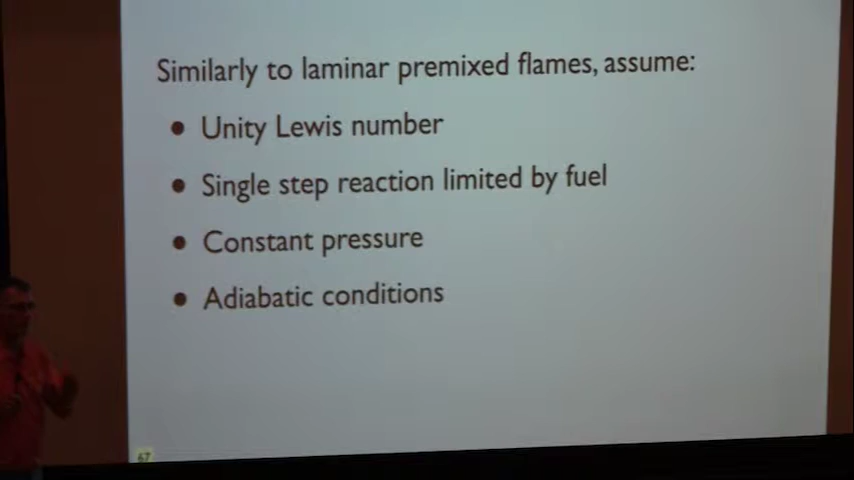 Similarly to laminar premixed flames, assume:
• Unity Lewis number
• Single step reaction limited by fuel
• Constant pressure
• Adiabatic conditions
67